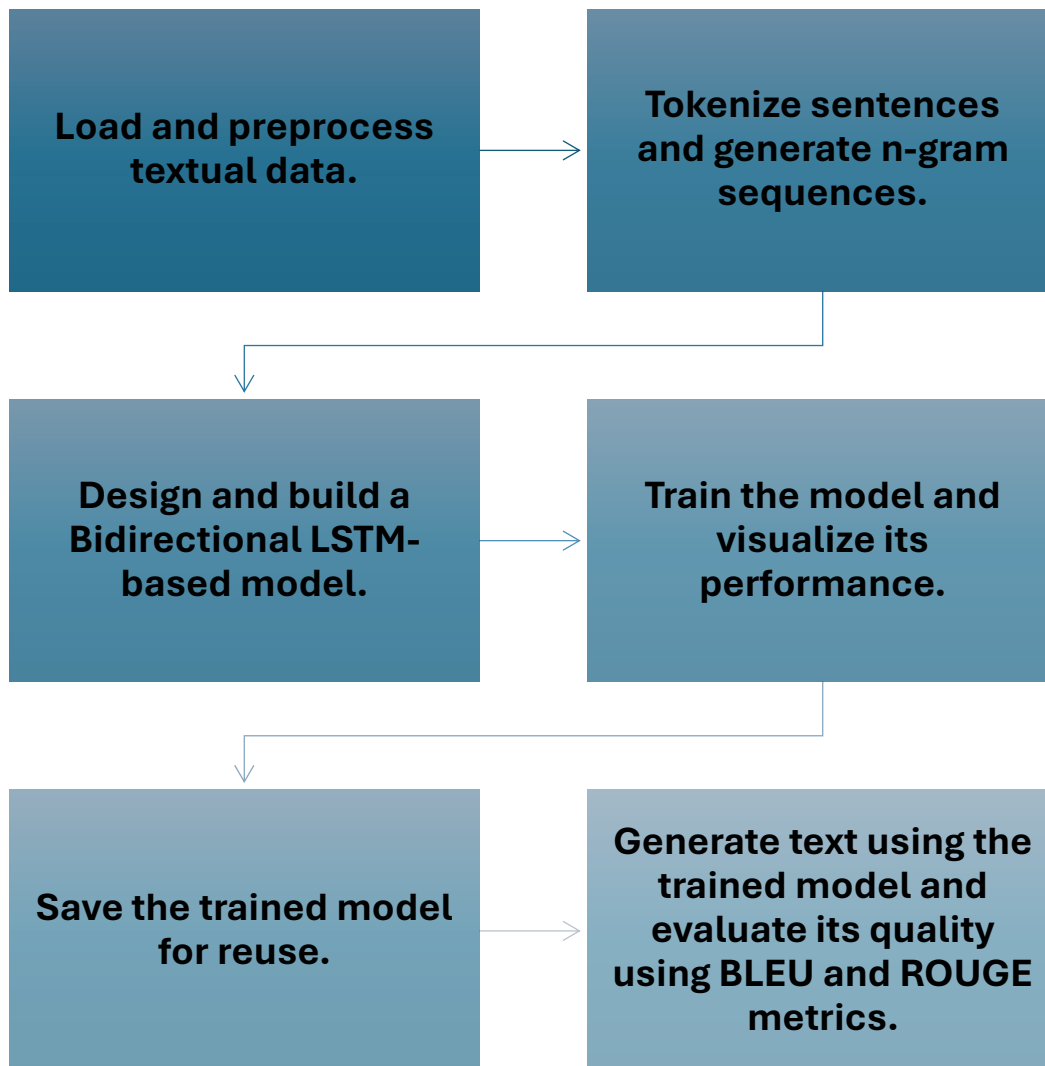 Load and preprocess
textual data.
Tokenize sentences
and generate n-gram
sequences.
Design and build a
Bidirectional LSTM-
based model.
Train the model and
visualize its
performance.
Save the trained model
for reuse.
Generate text using the
trained model and
evaluate its quality
using BLEU and ROUGE
metrics.